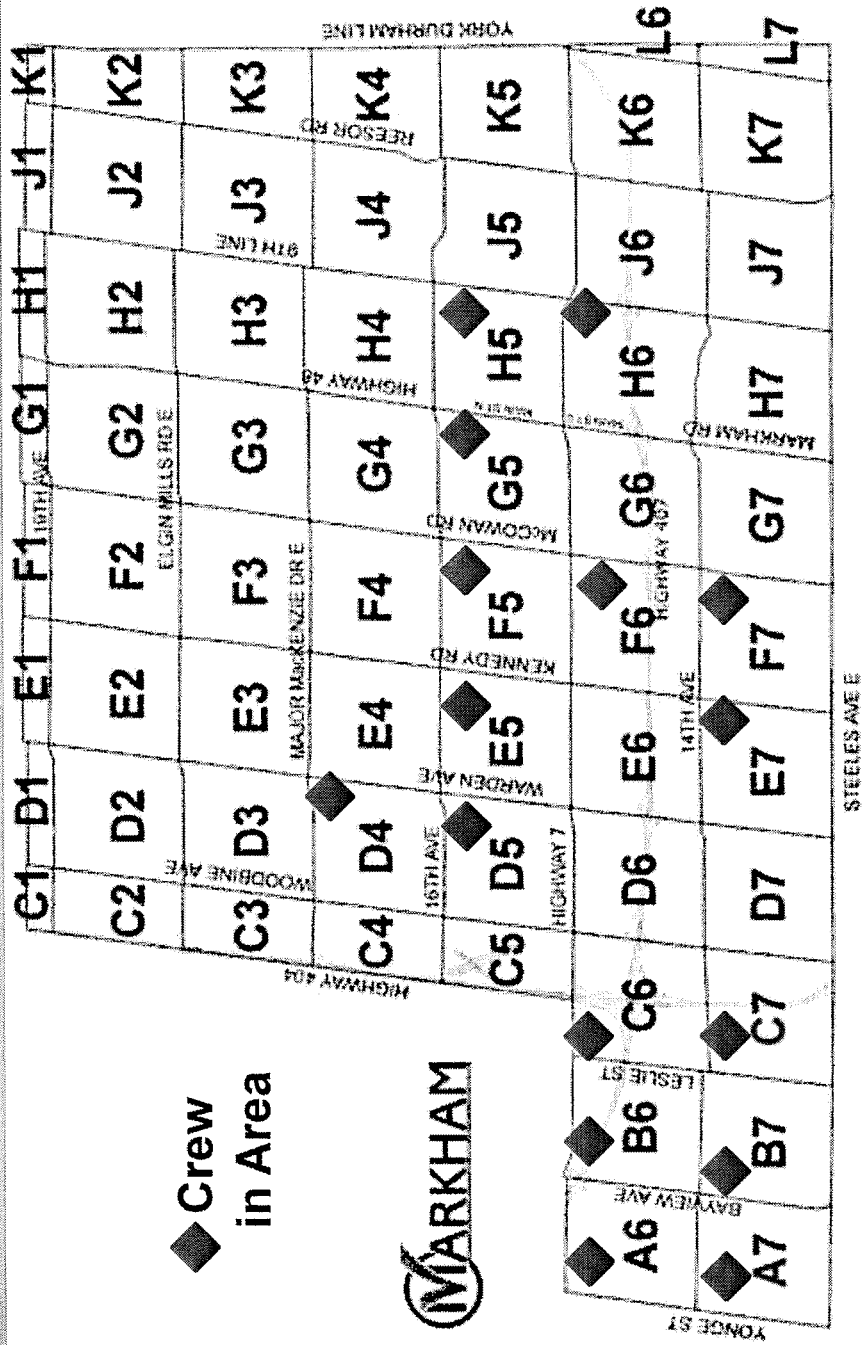 C1 D1 E1 F1 G1 H1 J1 K1
19TH AVE
C2 D2 E2 F2 G2 H2 J2 K2
ELGIN MILLS RD E
Crew
in Area
C3 D3 E3 F3 G3 H3 J3 K3
WOODBINE AVE
9TH LINE
HIGHWAY 404
MAJOR MacKENZIE DR E
YORK DURHAM LINE
C4 D4 E4 F4 G4 H4 J4 K4
HIGHWAY 48
REESOR RD
16TH AVE
MARKHAM
C5 D5 E5 F5 G5 H5 J5 K5
WARDEN AVE
KENNEDY RD
McCOWAN RD
MAIN ST N
HIGHWAY 7
A6 B6 C6 D6 E6 F6 G6 H6 J6 K6 L6
LESLIE ST
HIGHWAY 407
14TH AVE
BAYVIEW AVE
MARKHAM RD
YONGE ST
A7 B7 C7 D7 E7 F7 G7 H7 J7 K7 L7
STEELES AVE E